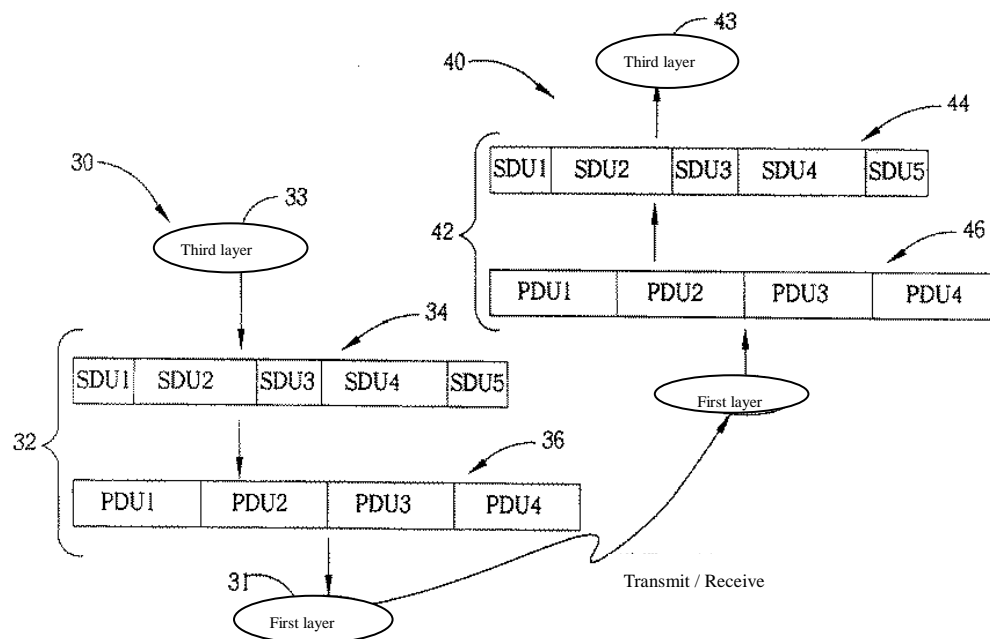 43
Third layer
40
44
SDU1 SDU2 SDU3 SDU4 SDU5
30
33
42
46
Third layer
PDU1 PDU2 PDU3 PDU4
34
SDU1 SDU2 SDU3 SDU4 SDU5
First layer
32
36
PDU1 PDU2 PDU3 PDU4
31
Transmit / Receive
First layer